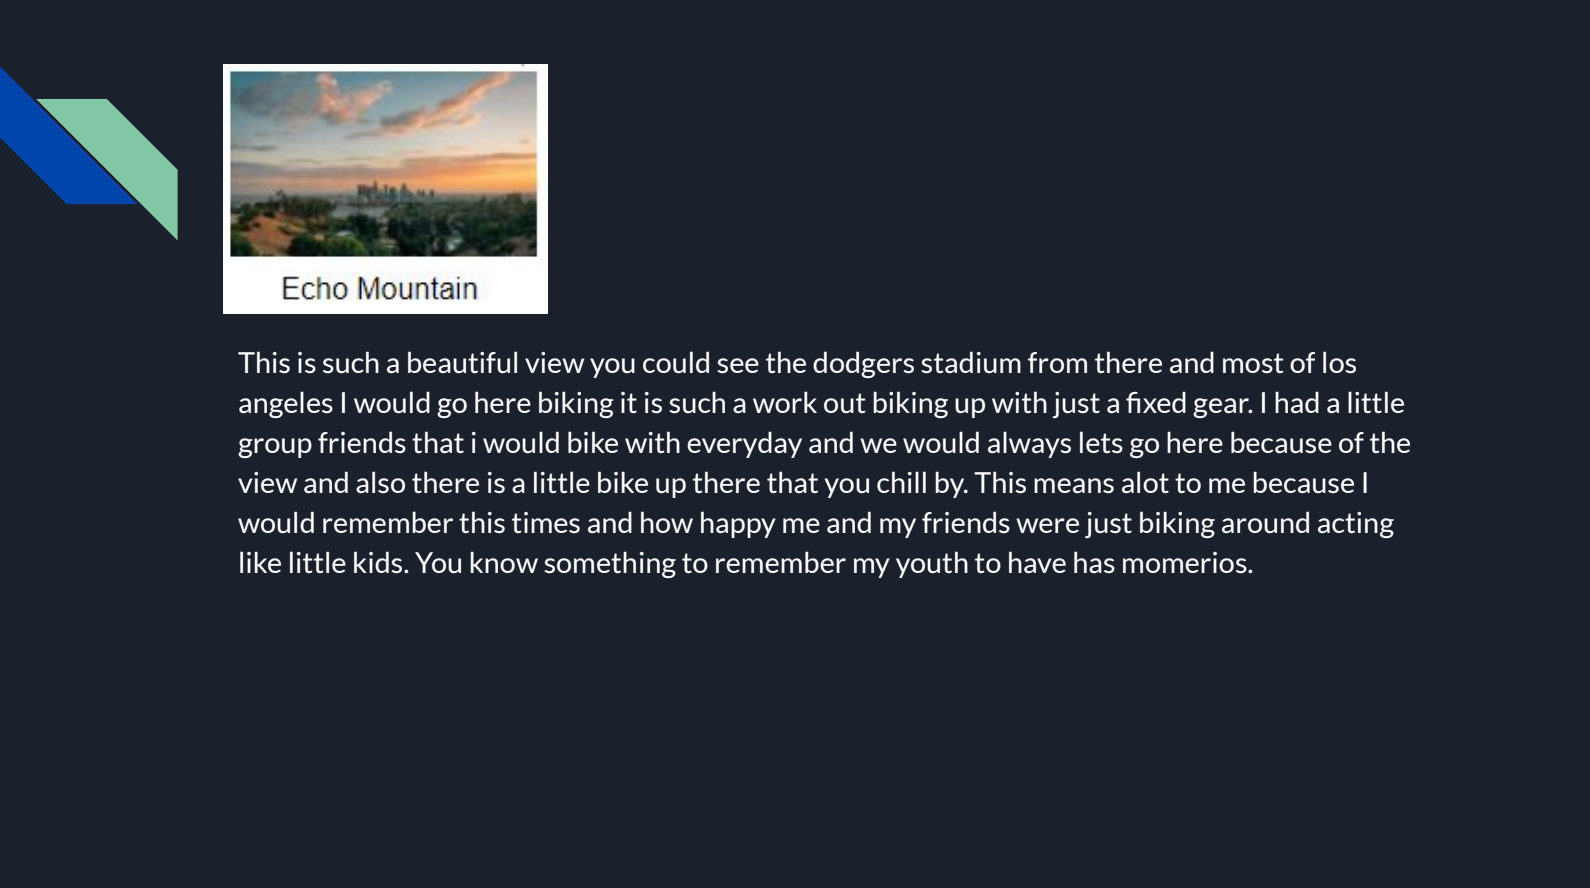 Echo Mountain
This is such a beautiful view you could see the dodgers stadium from there and most of los
angeles I would go here biking it is such a work out biking up with just a fixed gear. I had a little
group friends that i would bike with everyday and we would always lets go here because of the
view and also there is a little bike up there that you chill by. This means alot to me because I
would remember this times and how happy me and my friends were just biking around acting
like little kids. You know something to remember my youth to have has momerios.